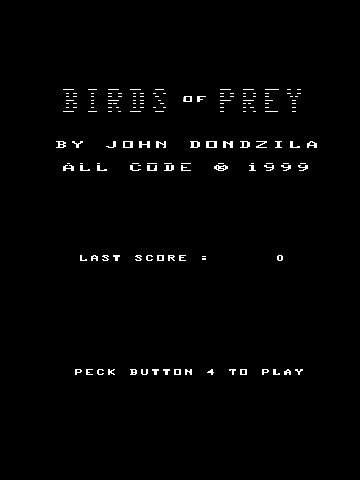 BIRDS OF PREY
BY JOHN DONDZILA
ALL CODE © 1999
LAST SCORE : 0
PECK BUTTON 4 TO PLAY